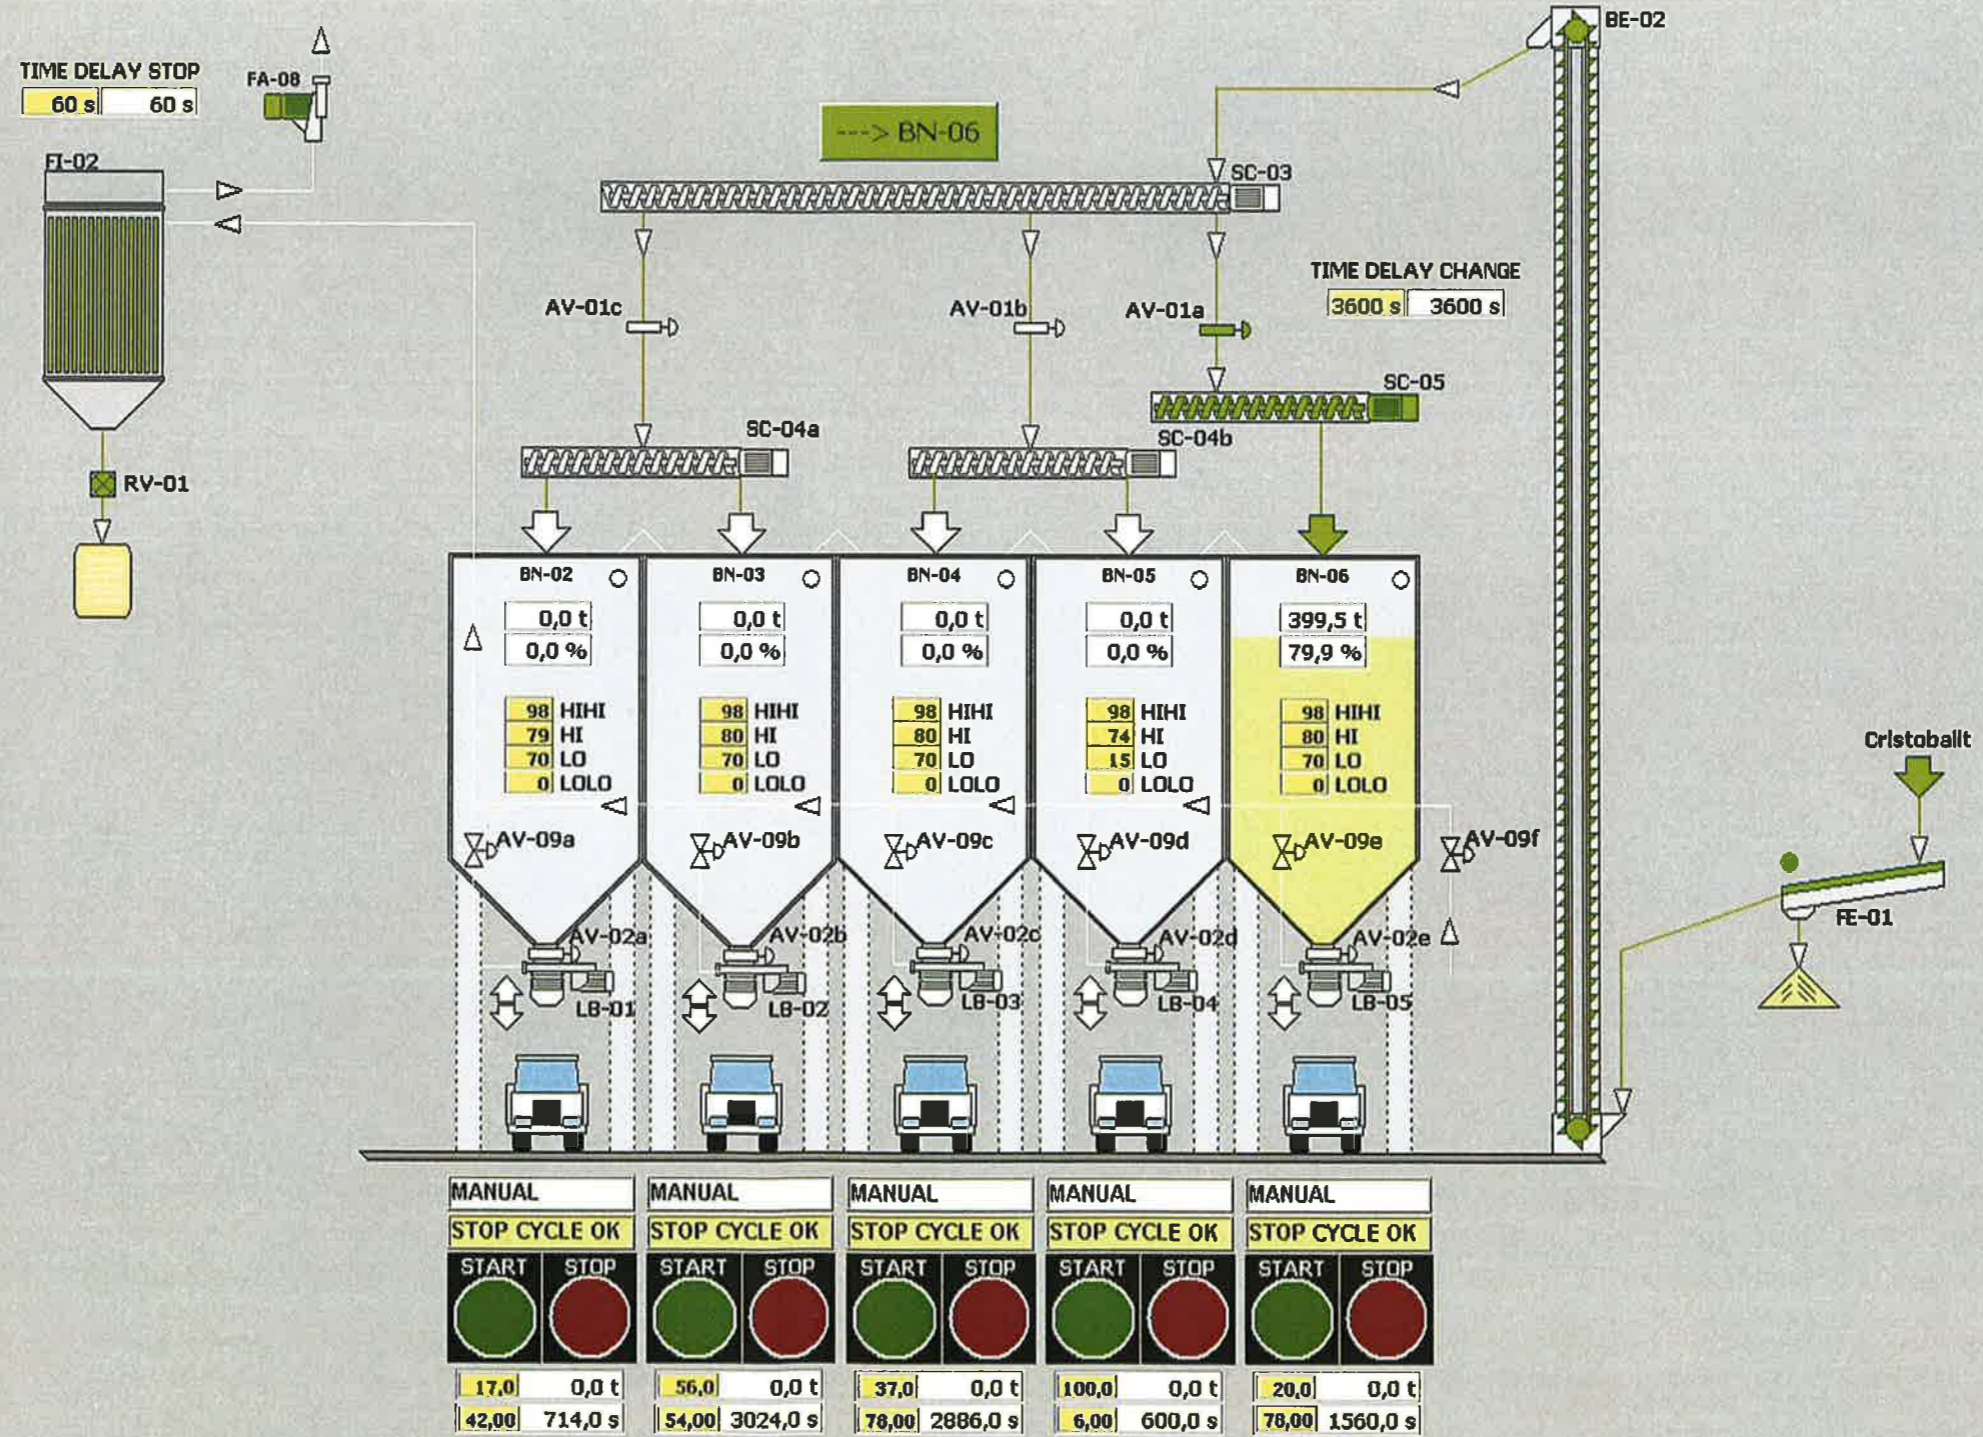 BE-02
TIME DELAY STOP
60 s 60 s
FA-08
---> BN-06
FI-02
SC-03
TIME DELAY CHANGE
3600 s 3600 s
AV-01c
AV-01b
AV-01a
SC-05
SC-04a
SC-04b
RV-01
BN-02 BN-03 BN-04 BN-05 BN-06
0,0 t 0,0 t 0,0 t 0,0 t 399,5 t
0,0 % 0,0 % 0,0 % 0,0 % 79,9 %
98 HIHI 98 HIHI 98 HIHI 98 HIHI 98 HIHI
79 HI 80 HI 80 HI 74 HI 80 HI
70 LO 70 LO 70 LO 15 LO 70 LO
0 LOLO 0 LOLO 0 LOLO 0 LOLO 0 LOLO
Cristobalit
AV-09a AV-09b AV-09c AV-09d AV-09e AV-09f
FE-01
AV-02a AV-02b AV-02c AV-02d AV-02e
LB-01 LB-02 LB-03 LB-04 LB-05
MANUAL MANUAL MANUAL MANUAL MANUAL
STOP CYCLE OK STOP CYCLE OK STOP CYCLE OK STOP CYCLE OK STOP CYCLE OK
START STOP START STOP START STOP START STOP START STOP
17,0 0,0 t 56,0 0,0 t 37,0 0,0 t 100,0 0,0 t 20,0 0,0 t
42,00 714,0 s 54,00 3024,0 s 78,00 2886,0 s 6,00 600,0 s 78,00 1560,0 s